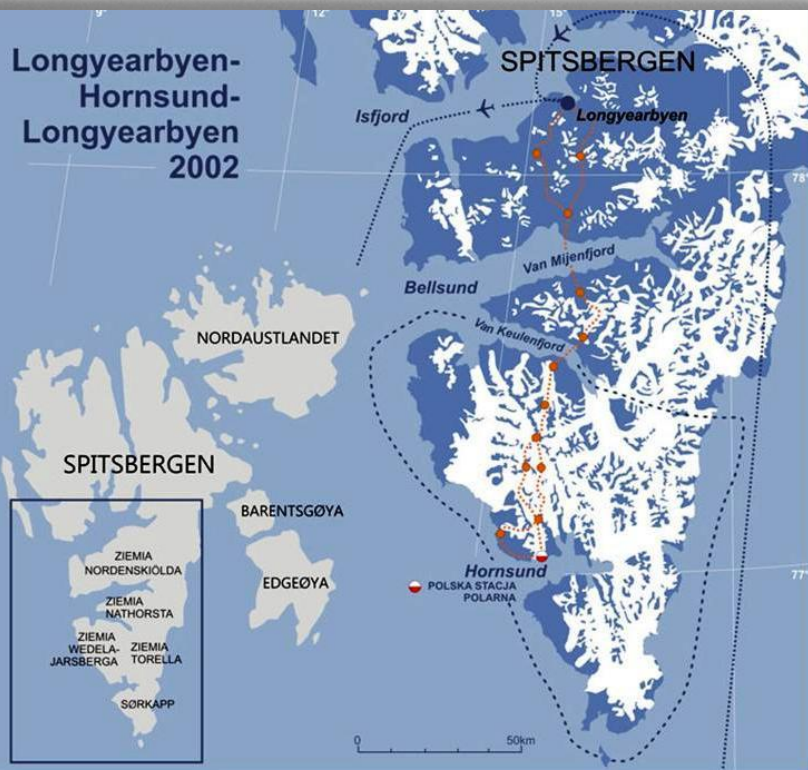 9°
12°
15°
Longyearbyen-
Hornsund-
Longyearbyen
2002
SPITSBERGEN
Isfjord
Longyearbyen
78°
Van Mijenfjord
Bellsund
Van Keulenfjord
NORDAUSTLANDET
SPITSBERGEN
BARENTSGØYA
EDGEØYA
ZIEMIA
NORDENSKIÖLDA
ZIEMIA
NATHORSTA
ZIEMIA
WEDELA-
JARSBERGA
ZIEMIA
TORELLA
SØRKAPP
Hornsund
POLSKA STACJA
POLARNA
77°
0
50km